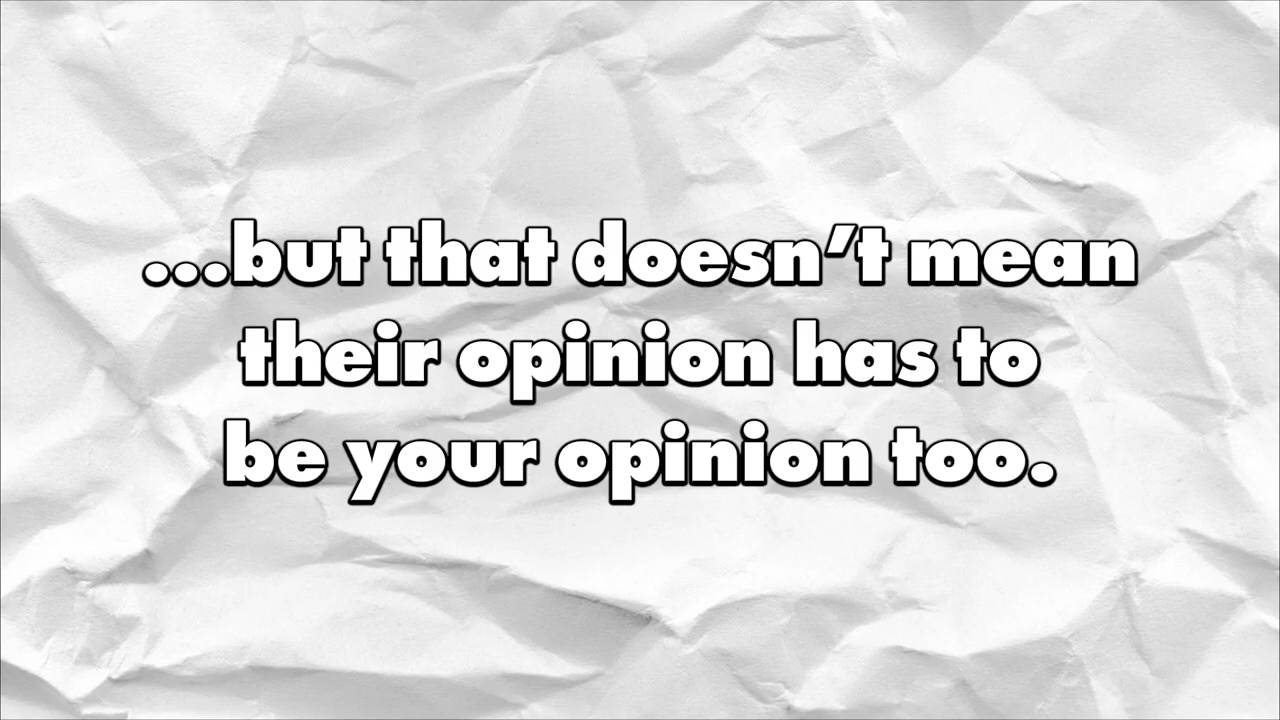 ...but that doesn't mean
their opinion has to
be your opinion too.